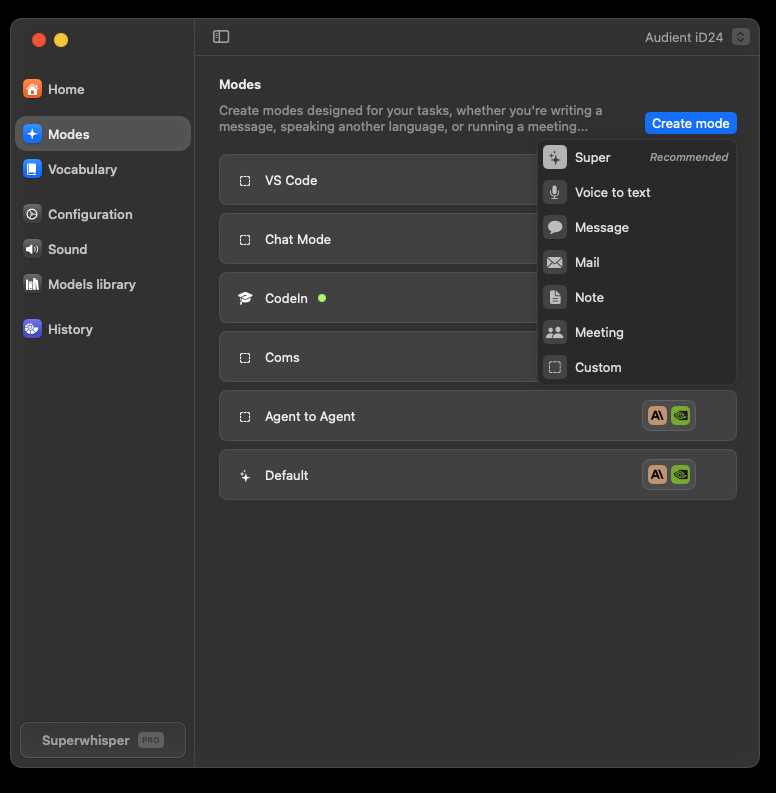 Audient iD24
Home
Modes
Vocabulary
Configuration
Sound
Models library
History
Superwhisper PRO
Modes
Create modes designed for your tasks, whether you're writing a
message, speaking another language, or running a meeting...
Create mode
Super Recommended
Voice to text
Message
Mail
Note
Meeting
Custom
VS Code
Chat Mode
CodeIn
Coms
Agent to Agent
A\
Default
A\